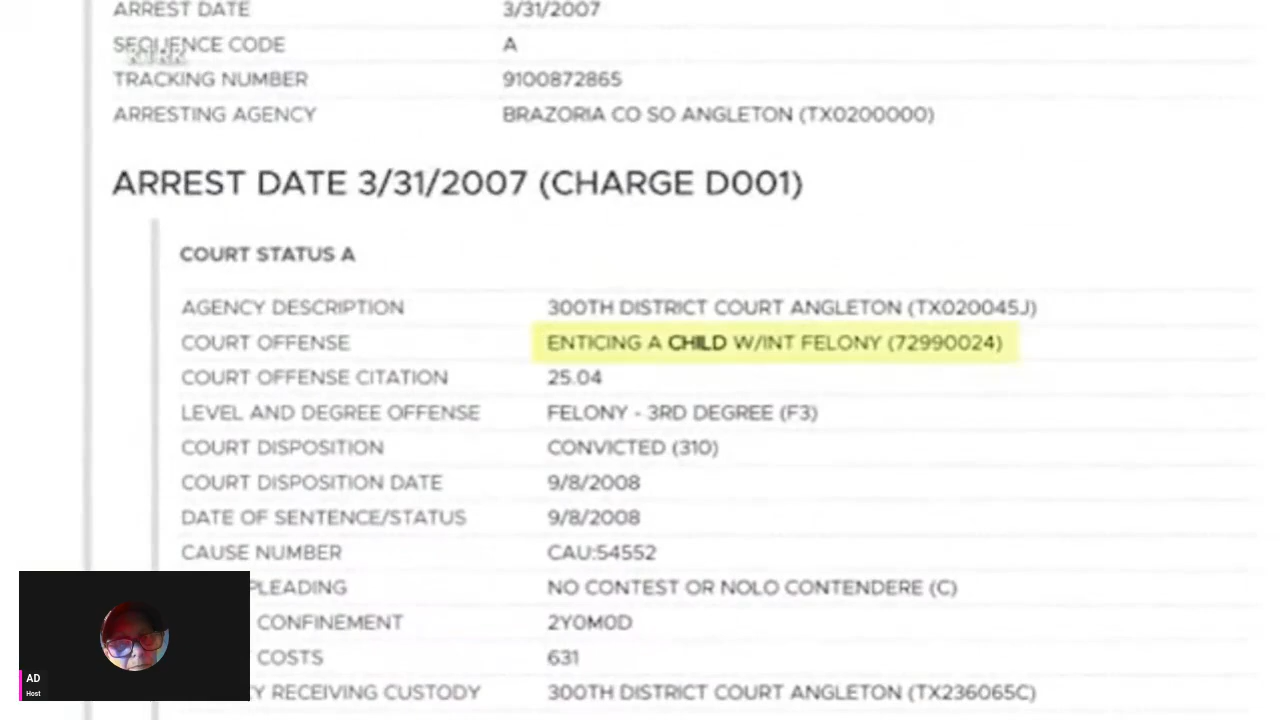 ARREST DATE 3/31/2007
SEQUENCE CODE A
TRACKING NUMBER 9100872865
ARRESTING AGENCY BRAZORIA CO SO ANGLETON (TX0200000)
ARREST DATE 3/31/2007 (CHARGE D001)
COURT STATUS A
AGENCY DESCRIPTION 300TH DISTRICT COURT ANGLETON (TX020045J)
COURT OFFENSE ENTICING A CHILD W/INT FELONY (72990024)
COURT OFFENSE CITATION 25.04
LEVEL AND DEGREE OFFENSE FELONY - 3RD DEGREE (F3)
COURT DISPOSITION CONVICTED (310)
COURT DISPOSITION DATE 9/8/2008
DATE OF SENTENCE/STATUS 9/8/2008
CAUSE NUMBER CAU:54552
PLEADING NO CONTEST OR NOLO CONTENDERE (C)
CONFINEMENT 2Y0M0D
COSTS 631
Y RECEIVING CUSTODY 300TH DISTRICT COURT ANGLETON (TX236065C)
AD
Host